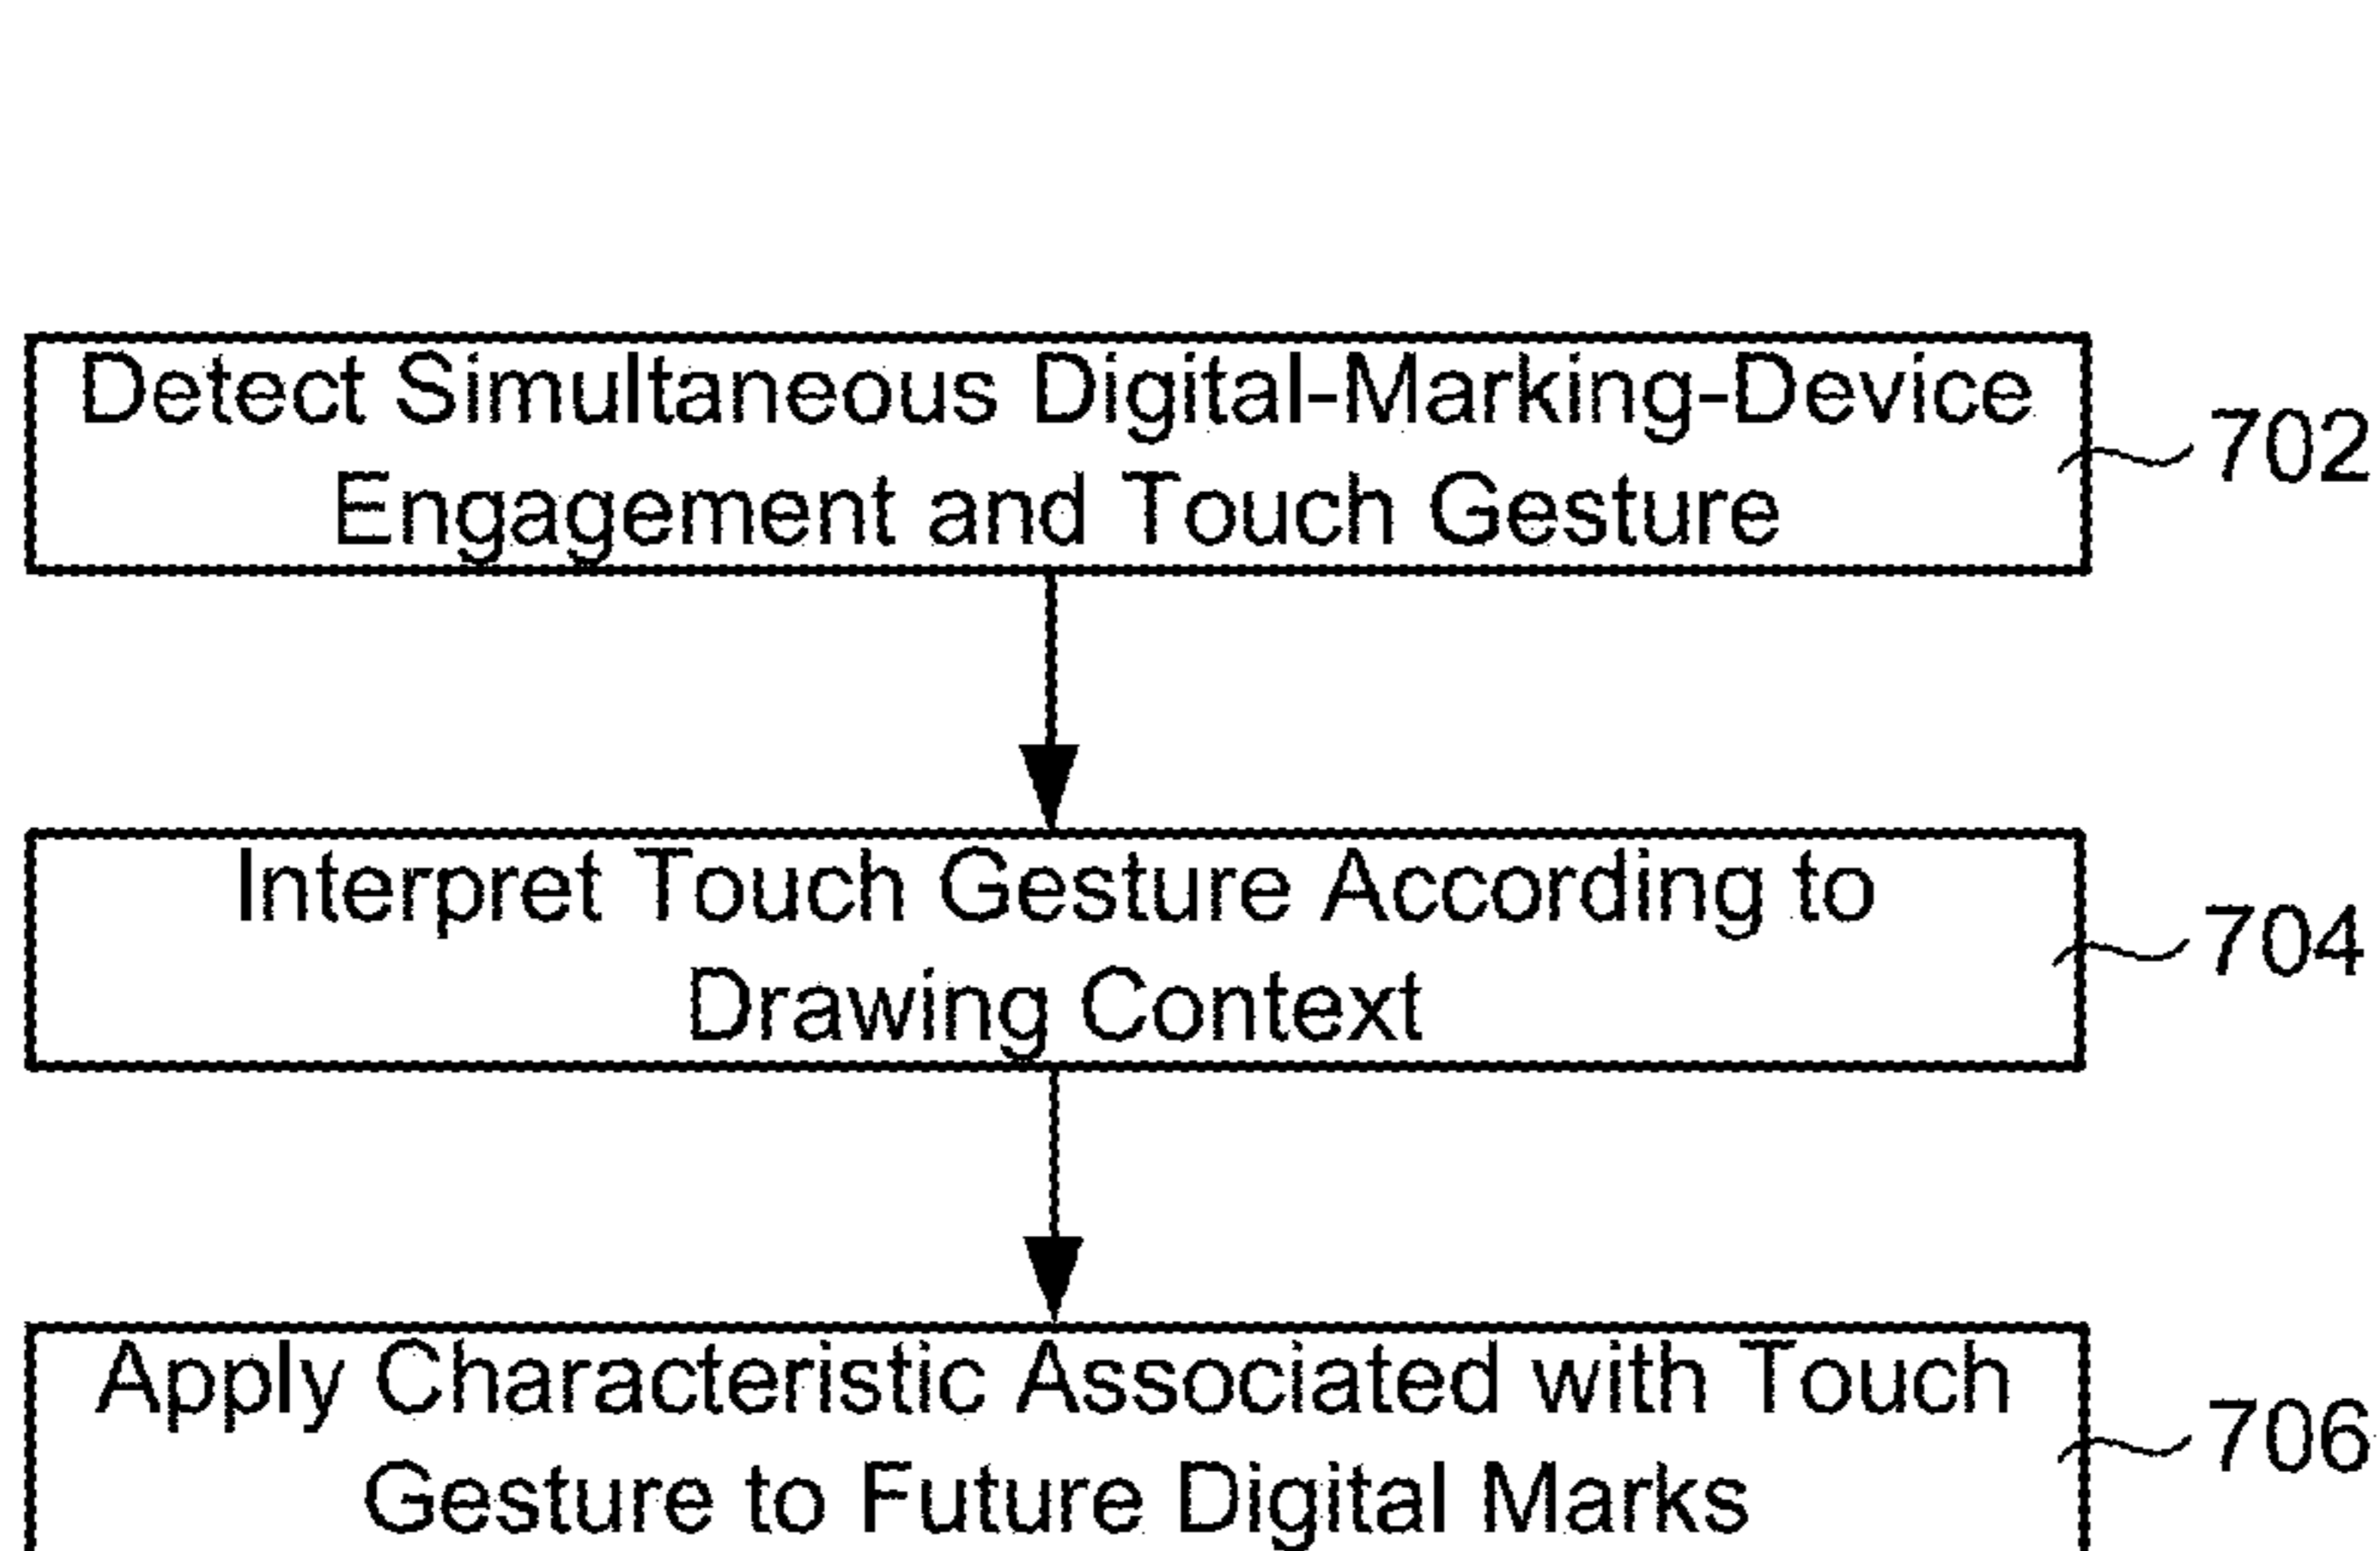 Detect Simultaneous Digital-Marking-Device
Engagement and Touch Gesture
702
Interpret Touch Gesture According to
Drawing Context
704
Apply Characteristic Associated with Touch
Gesture to Future Digital Marks
706